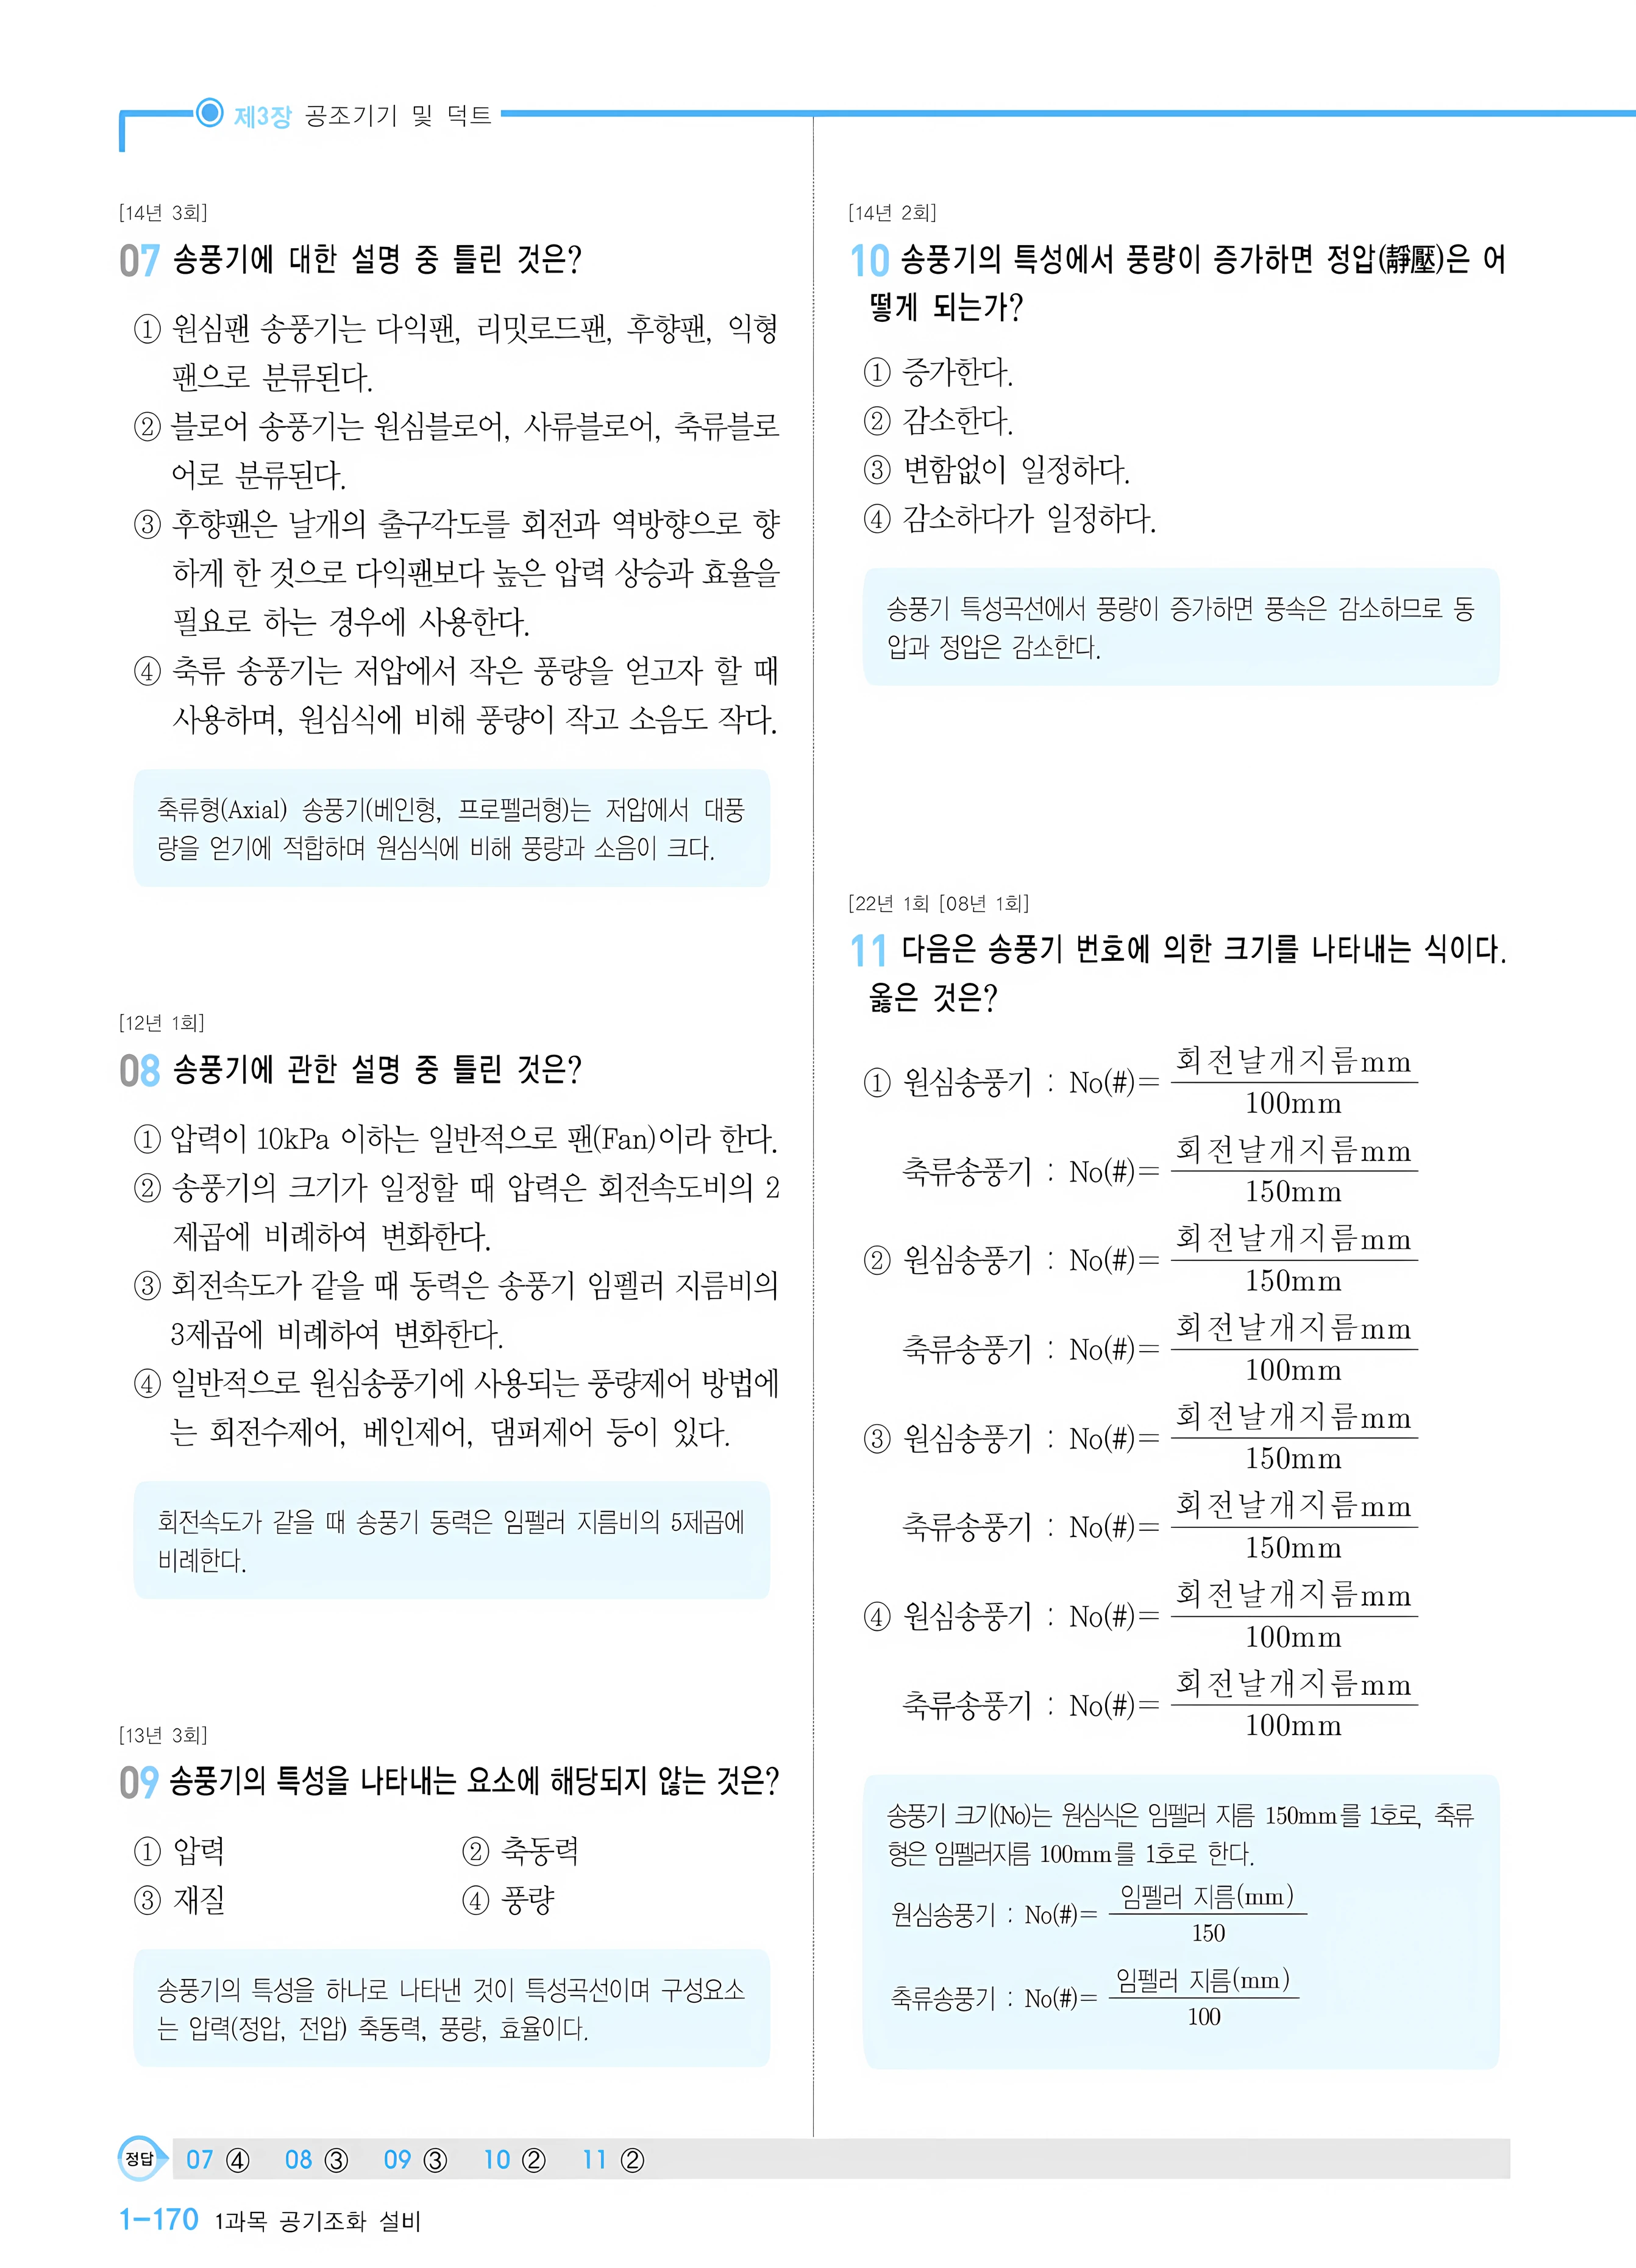 제3장 공조기기 및 덕트
[14년 3회]
07 송풍기에 대한 설명 중 틀린 것은?
① 원심팬 송풍기는 다익팬, 리밋로드팬, 후향팬, 익형
팬으로 분류된다.
② 블로어 송풍기는 원심블로어, 사류블로어, 축류블로
어로 분류된다.
③ 후향팬은 날개의 출구각도를 회전과 역방향으로 향
하게 한 것으로 다익팬보다 높은 압력 상승과 효율을
필요로 하는 경우에 사용한다.
④ 축류 송풍기는 저압에서 작은 풍량을 얻고자 할 때
사용하며, 원심식에 비해 풍량이 작고 소음도 작다.
축류형(Axial) 송풍기(베인형, 프로펠러형)는 저압에서 대풍
량을 얻기에 적합하며 원심식에 비해 풍량과 소음이 크다.
[12년 1회]
08 송풍기에 관한 설명 중 틀린 것은?
① 압력이 10kPa 이하는 일반적으로 팬(Fan)이라 한다.
② 송풍기의 크기가 일정할 때 압력은 회전속도비의 2
제곱에 비례하여 변화한다.
③ 회전속도가 같을 때 동력은 송풍기 임펠러 지름비의
3제곱에 비례하여 변화한다.
④ 일반적으로 원심송풍기에 사용되는 풍량제어 방법에
는 회전수제어, 베인제어, 댐퍼제어 등이 있다.
회전속도가 같을 때 송풍기 동력은 임펠러 지름비의 5제곱에
비례한다.
[13년 3회]
09 송풍기의 특성을 나타내는 요소에 해당되지 않는 것은?
① 압력 ② 축동력
③ 재질 ④ 풍량
송풍기의 특성을 하나로 나타낸 것이 특성곡선이며 구성요소
는 압력(정압, 전압) 축동력, 풍량, 효율이다.
[14년 2회]
10 송풍기의 특성에서 풍량이 증가하면 정압(靜壓)은 어
떻게 되는가?
① 증가한다.
② 감소한다.
③ 변함없이 일정하다.
④ 감소하다가 일정하다.
송풍기 특성곡선에서 풍량이 증가하면 풍속은 감소하므로 동
압과 정압은 감소한다.
[22년 1회 [08년 1회]
11 다음은 송풍기 번호에 의한 크기를 나타내는 식이다.
옳은 것은?
① 원심송풍기 : No(#)= 회전날개지름mm
100mm
축류송풍기 : No(#)= 회전날개지름mm
150mm
② 원심송풍기 : No(#)= 회전날개지름mm
150mm
축류송풍기 : No(#)= 회전날개지름mm
100mm
③ 원심송풍기 : No(#)= 회전날개지름mm
150mm
축류송풍기 : No(#)= 회전날개지름mm
150mm
④ 원심송풍기 : No(#)= 회전날개지름mm
100mm
축류송풍기 : No(#)= 회전날개지름mm
100mm
송풍기 크기(No)는 원심식은 임펠러 지름 150mm를 1호로, 축류
형은 임펠러지름 100mm를 1호로 한다.
원심송풍기 : No(#)= 임펠러 지름(mm)
150
축류송풍기 : No(#)= 임펠러 지름(mm)
100
정답 07 ④ 08 ③ 09 ③ 10 ② 11 ②
1-170 1과목 공기조화 설비